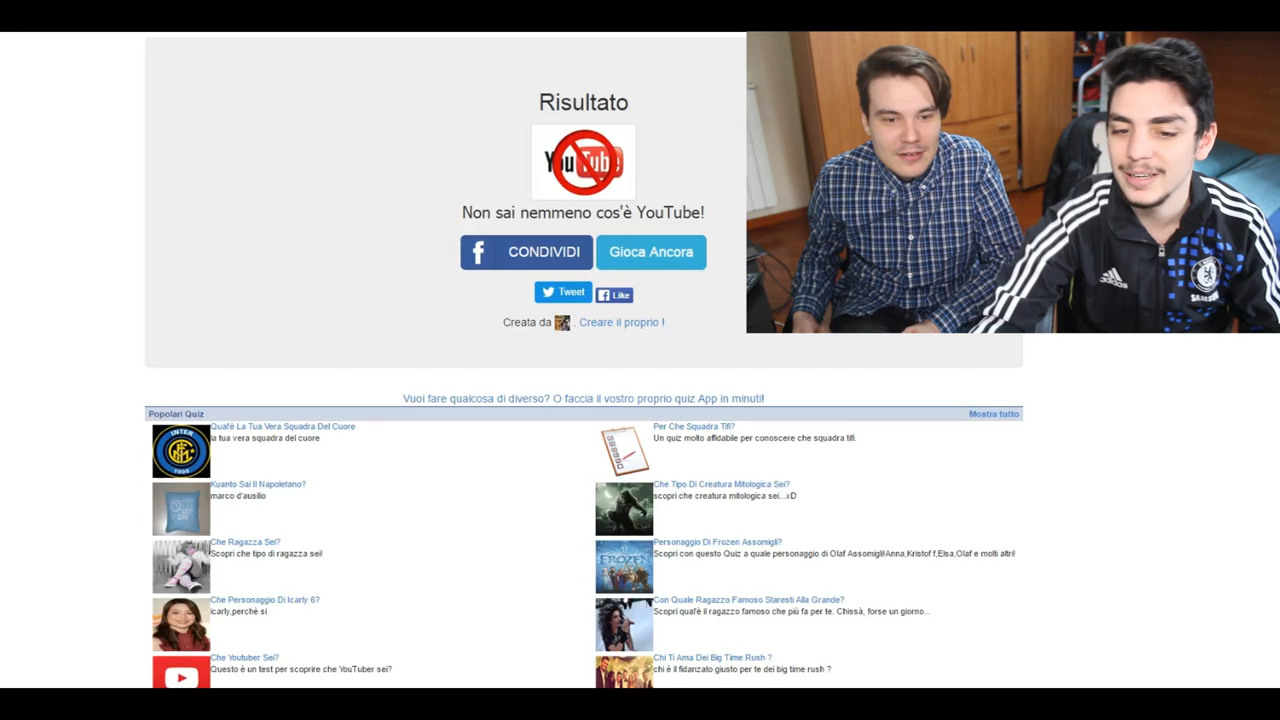 Risultato
YouTube
Non sai nemmeno cos'è YouTube!
f CONDIVIDI Gioca Ancora
Tweet Like
Creata da . Creare il proprio !
Vuoi fare qualcosa di diverso? O faccia il vostro proprio quiz App in minuti!
Popolari Quiz Mostra tutto
Qual'è La Tua Vera Squadra Del Cuore
la tua vera squadra del cuore
INTER
1908
Per Che Squadra Tifi?
Un quiz molto affidabile per conoscere che squadra tifi.
Kuanto Sai Il Napoletano?
marco d'ausilio
Che Tipo Di Creatura Mitologica Sei?
scopri che creatura mitologica sei...xD
Che Ragazza Sei?
Scopri che tipo di ragazza sei!
Personaggio Di Frozen Assomigli?
Scopri con questo Quiz a quale personaggio di Olaf Assomigli!Anna,Kristof f,Elsa,Olaf e molti altri!
FROZEN
Che Personaggio Di Icarly 6?
icarly,perchè si
Con Quale Ragazzo Famoso Staresti Alla Grande?
Scopri qual'è il ragazzo famoso che più fa per te. Chissà, forse un giorno...
Che Youtuber Sei?
Questo è un test per scoprire che YouTuber sei?
Chi Ti Ama Dei Big Time Rush ?
chi è il fidanzato giusto per te dei big time rush ?
adidas
SAMSUNG